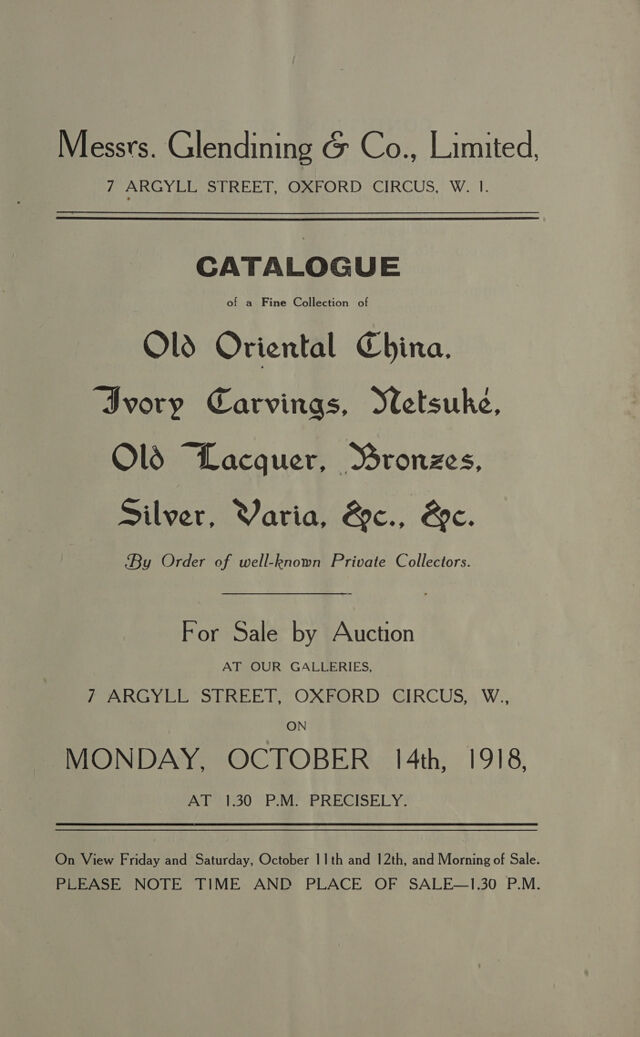 Messrs. Glendining & Co., Limited,
7 ARGYLL STREET, OXFORD CIRCUS, W. 1.
CATALOGUE
of a Fine Collection of
Old Oriental China,
Ivory Carvings, Netsuké,
Old Lacquer, Bronzes,
Silver, Varia, &c., &c.
By Order of well-known Private Collectors.
For Sale by Auction
AT OUR GALLERIES,
7 ARGYLL STREET, OXFORD CIRCUS, W.,
ON
MONDAY, OCTOBER 14th, 1918,
AT 1.30 P.M. PRECISELY.
On View Friday and Saturday, October 11th and 12th, and Morning of Sale.
PLEASE NOTE TIME AND PLACE OF SALE—1.30 P.M.